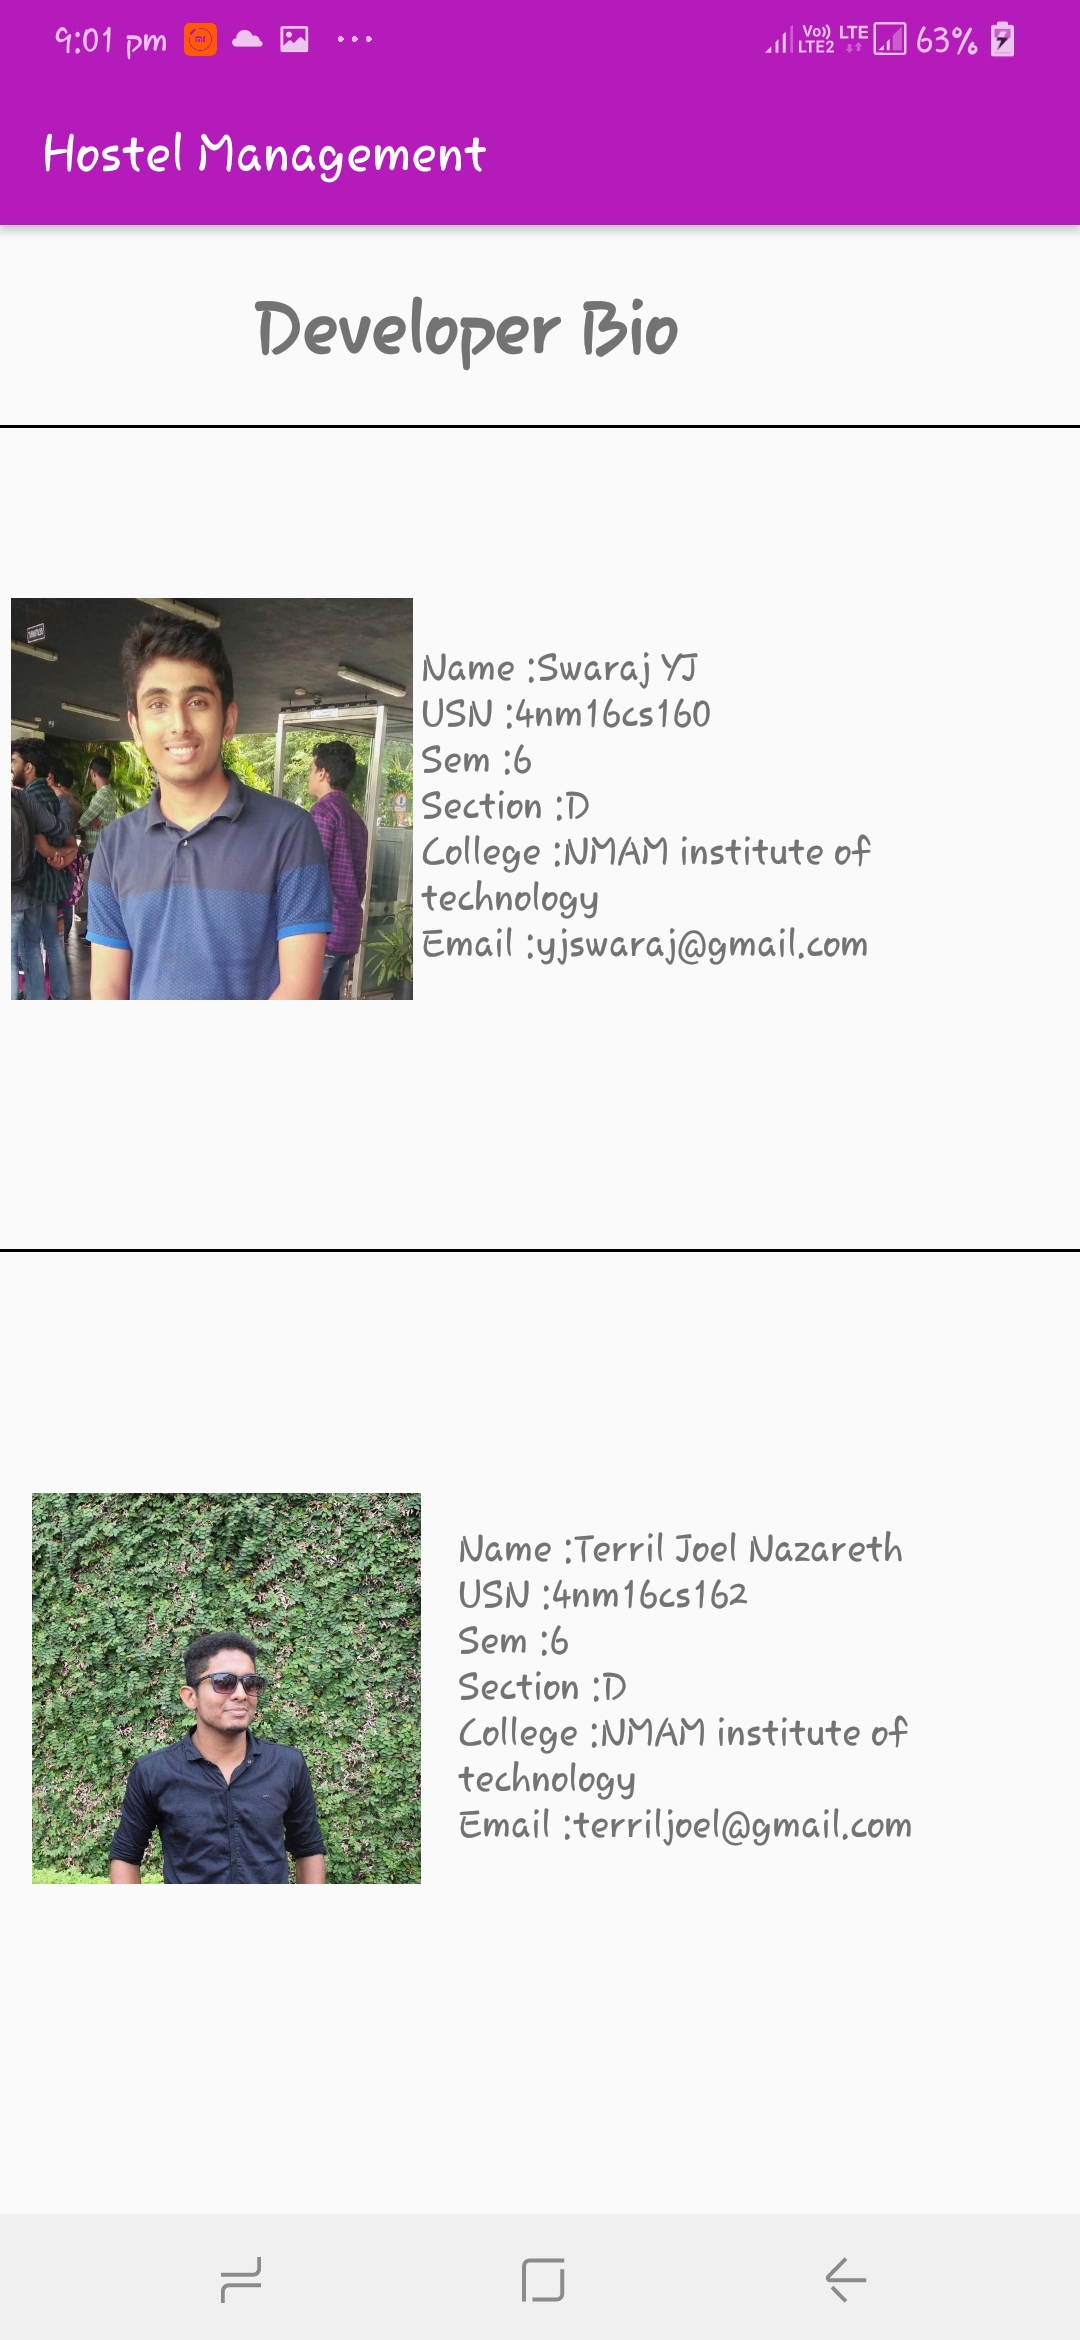 9:01 pm
Vo)) LTE
LTE2
63%
Hostel Management
Developer Bio
Name :Swaraj YJ
USN :4nm16cs160
Sem :6
Section :D
College :NMAM institute of
technology
Email :yjswaraj@gmail.com
Name :Terril Joel Nazareth
USN :4nm16cs162
Sem :6
Section :D
College :NMAM institute of
technology
Email :terriljoel@gmail.com